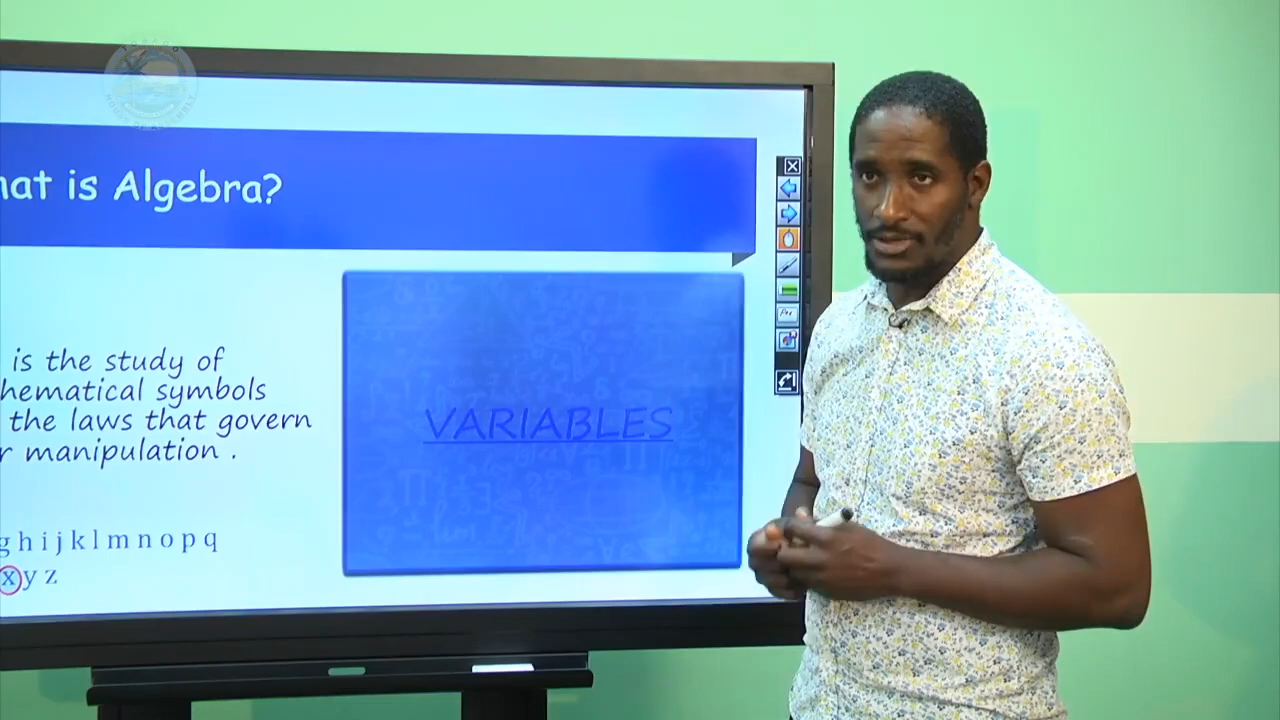 hat is Algebra?
is the study of
hematical symbols
the laws that govern
r manipulation .
VARIABLES
g h i j k l m n o p q
x y z